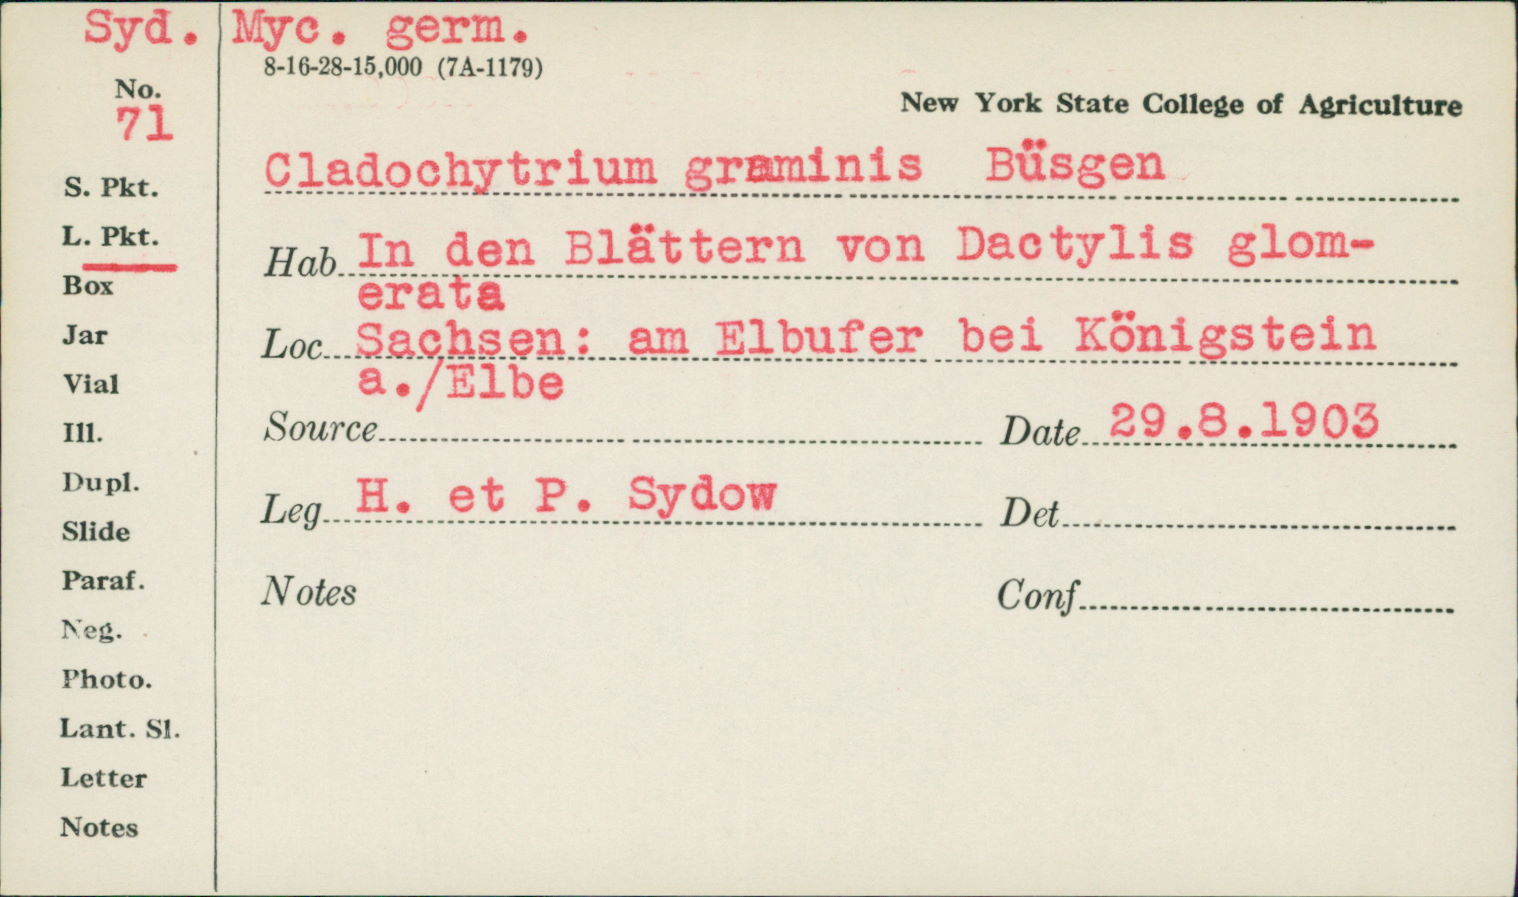 Syd. Myc. germ.
8-16-28-15,000 (7A-1179)
No.
71
New York State College of Agriculture
Cladochytrium graminis Büsgen
S. Pkt.
L. Pkt.
Hab. In den Blättern von Dactylis glom-
erata
Box
Jar
Loc. Sachsen: am Elbufer bei Königstein
a./Elbe
Vial
Ill.
Source Date 29.8.1903
Dupl.
Leg. H. et P. Sydow Det.
Slide
Paraf.
Notes Conf.
Neg.
Photo.
Lant. Sl.
Letter
Notes